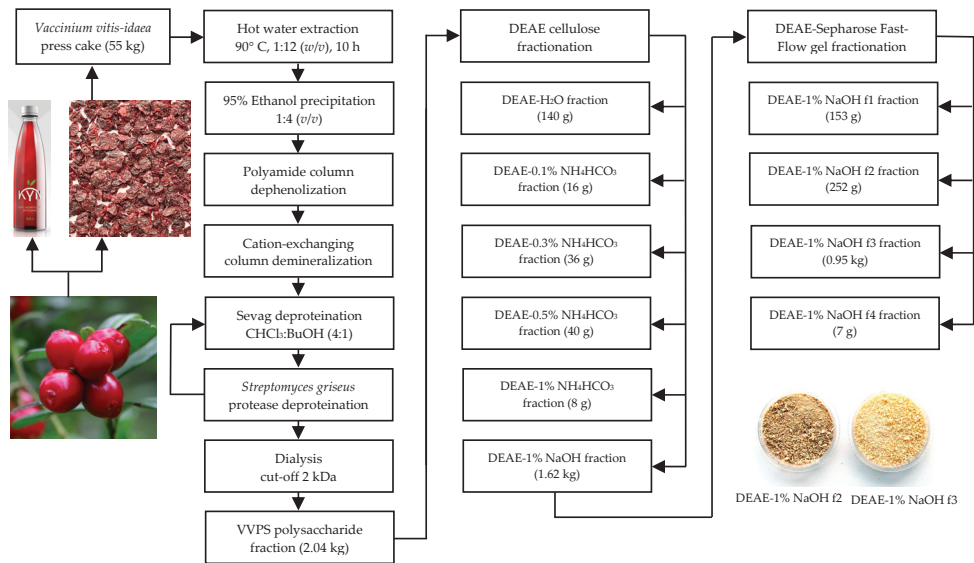 Vaccinium vitis-idaea
press cake (55 kg)
KYN
Hot water extraction
90° C, 1:12 (w/v), 10 h
95% Ethanol precipitation
1:4 (v/v)
Polyamide column
dephenolization
Cation-exchanging
column demineralization
Sevag deproteination
CHCl₃:BuOH (4:1)
Streptomyces griseus
protease deproteination
Dialysis
cut-off 2 kDa
VVPS polysaccharide
fraction (2.04 kg)
DEAE cellulose
fractionation
DEAE-H₂O fraction
(140 g)
DEAE-0.1% NH₄HCO₃
fraction (16 g)
DEAE-0.3% NH₄HCO₃
fraction (36 g)
DEAE-0.5% NH₄HCO₃
fraction (40 g)
DEAE-1% NH₄HCO₃
fraction (8 g)
DEAE-1% NaOH fraction
(1.62 kg)
DEAE-Sepharose Fast-
Flow gel fractionation
DEAE-1% NaOH f1 fraction
(153 g)
DEAE-1% NaOH f2 fraction
(252 g)
DEAE-1% NaOH f3 fraction
(0.95 kg)
DEAE-1% NaOH f4 fraction
(7 g)
DEAE-1% NaOH f2
DEAE-1% NaOH f3